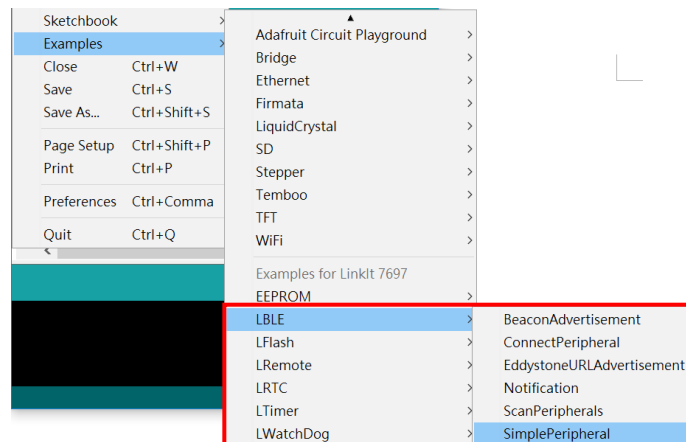 Sketchbook
Examples
Close Ctrl+W
Save Ctrl+S
Save As... Ctrl+Shift+S
Page Setup Ctrl+Shift+P
Print Ctrl+P
Preferences Ctrl+Comma
Quit Ctrl+Q
Adafruit Circuit Playground
Bridge
Ethernet
Firmata
LiquidCrystal
SD
Stepper
Temboo
TFT
WiFi
Examples for LinkIt 7697
EEPROM
LBLE
LFlash
LRemote
LRTC
LTimer
LWatchDog
BeaconAdvertisement
ConnectPeripheral
EddystoneURLAdvertisement
Notification
ScanPeripherals
SimplePeripheral